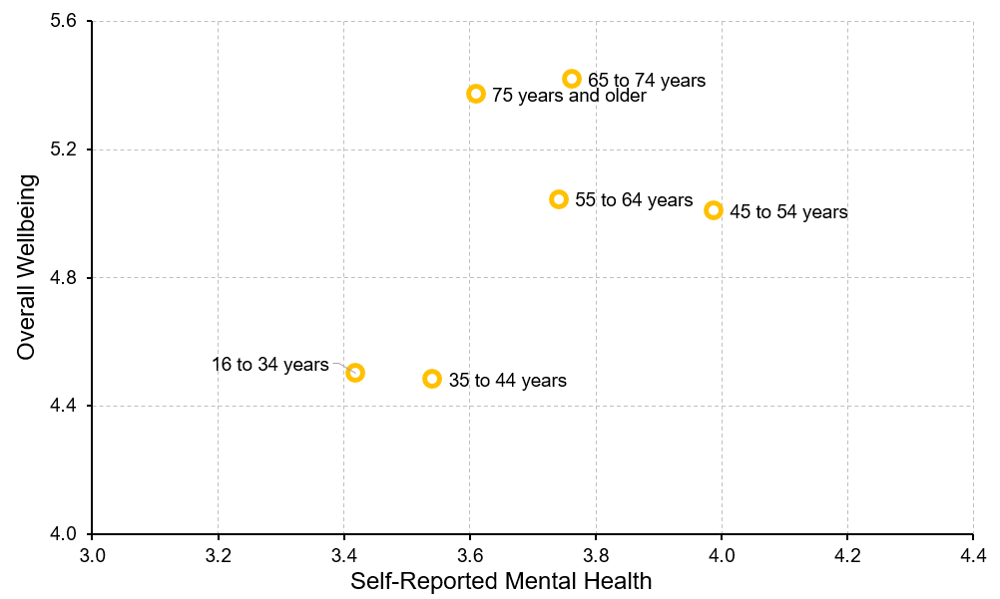 5.6
65 to 74 years
75 years and older
5.2
55 to 64 years
45 to 54 years
Overall Wellbeing
4.8
16 to 34 years
35 to 44 years
4.4
4.0
3.0 3.2 3.4 3.6 3.8 4.0 4.2 4.4
Self-Reported Mental Health